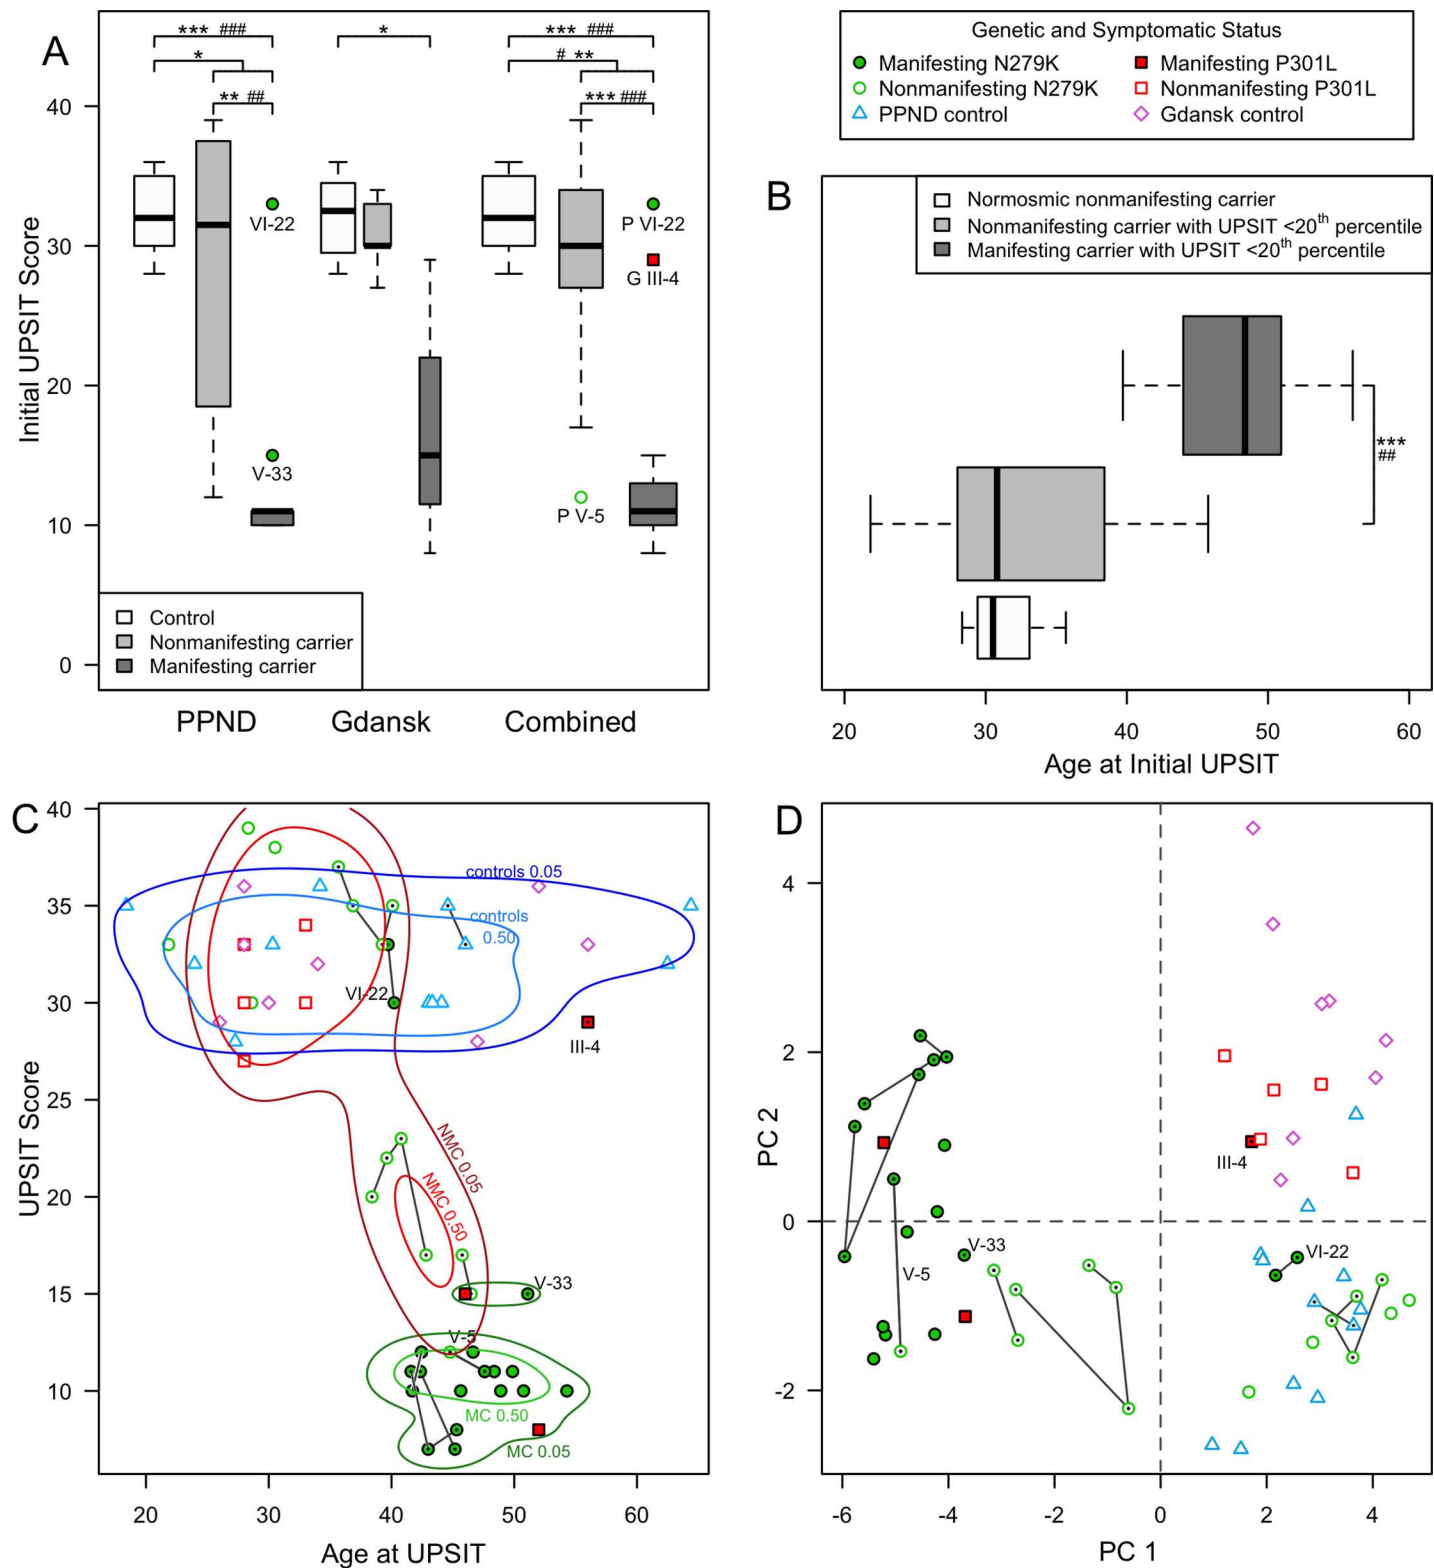 A
*** ###
*
** ##
*
*** ###
# **
*** ###
VI-22
V-33
P VI-22
G III-4
P V-5
40
30
20
10
0
Initial UPSIT Score
Control
Nonmanifesting carrier
Manifesting carrier
PPND
Gdansk
Combined
Genetic and Symptomatic Status
Manifesting N279K
Manifesting P301L
Nonmanifesting N279K
Nonmanifesting P301L
PPND control
Gdansk control
B
Normosmic nonmanifesting carrier
Nonmanifesting carrier with UPSIT <20th percentile
Manifesting carrier with UPSIT <20th percentile
***
##
20 30 40 50 60
Age at Initial UPSIT
C
40
35
30
25
20
15
10
UPSIT Score
controls 0.05
controls
0.50
VI-22
III-4
NMC 0.05
NMC 0.50
V-33
V-5
MC 0.50
MC 0.05
20 30 40 50 60
Age at UPSIT
D
4
2
0
-2
PC 2
III-4
V-33
VI-22
V-5
-6 -4 -2 0 2 4
PC 1